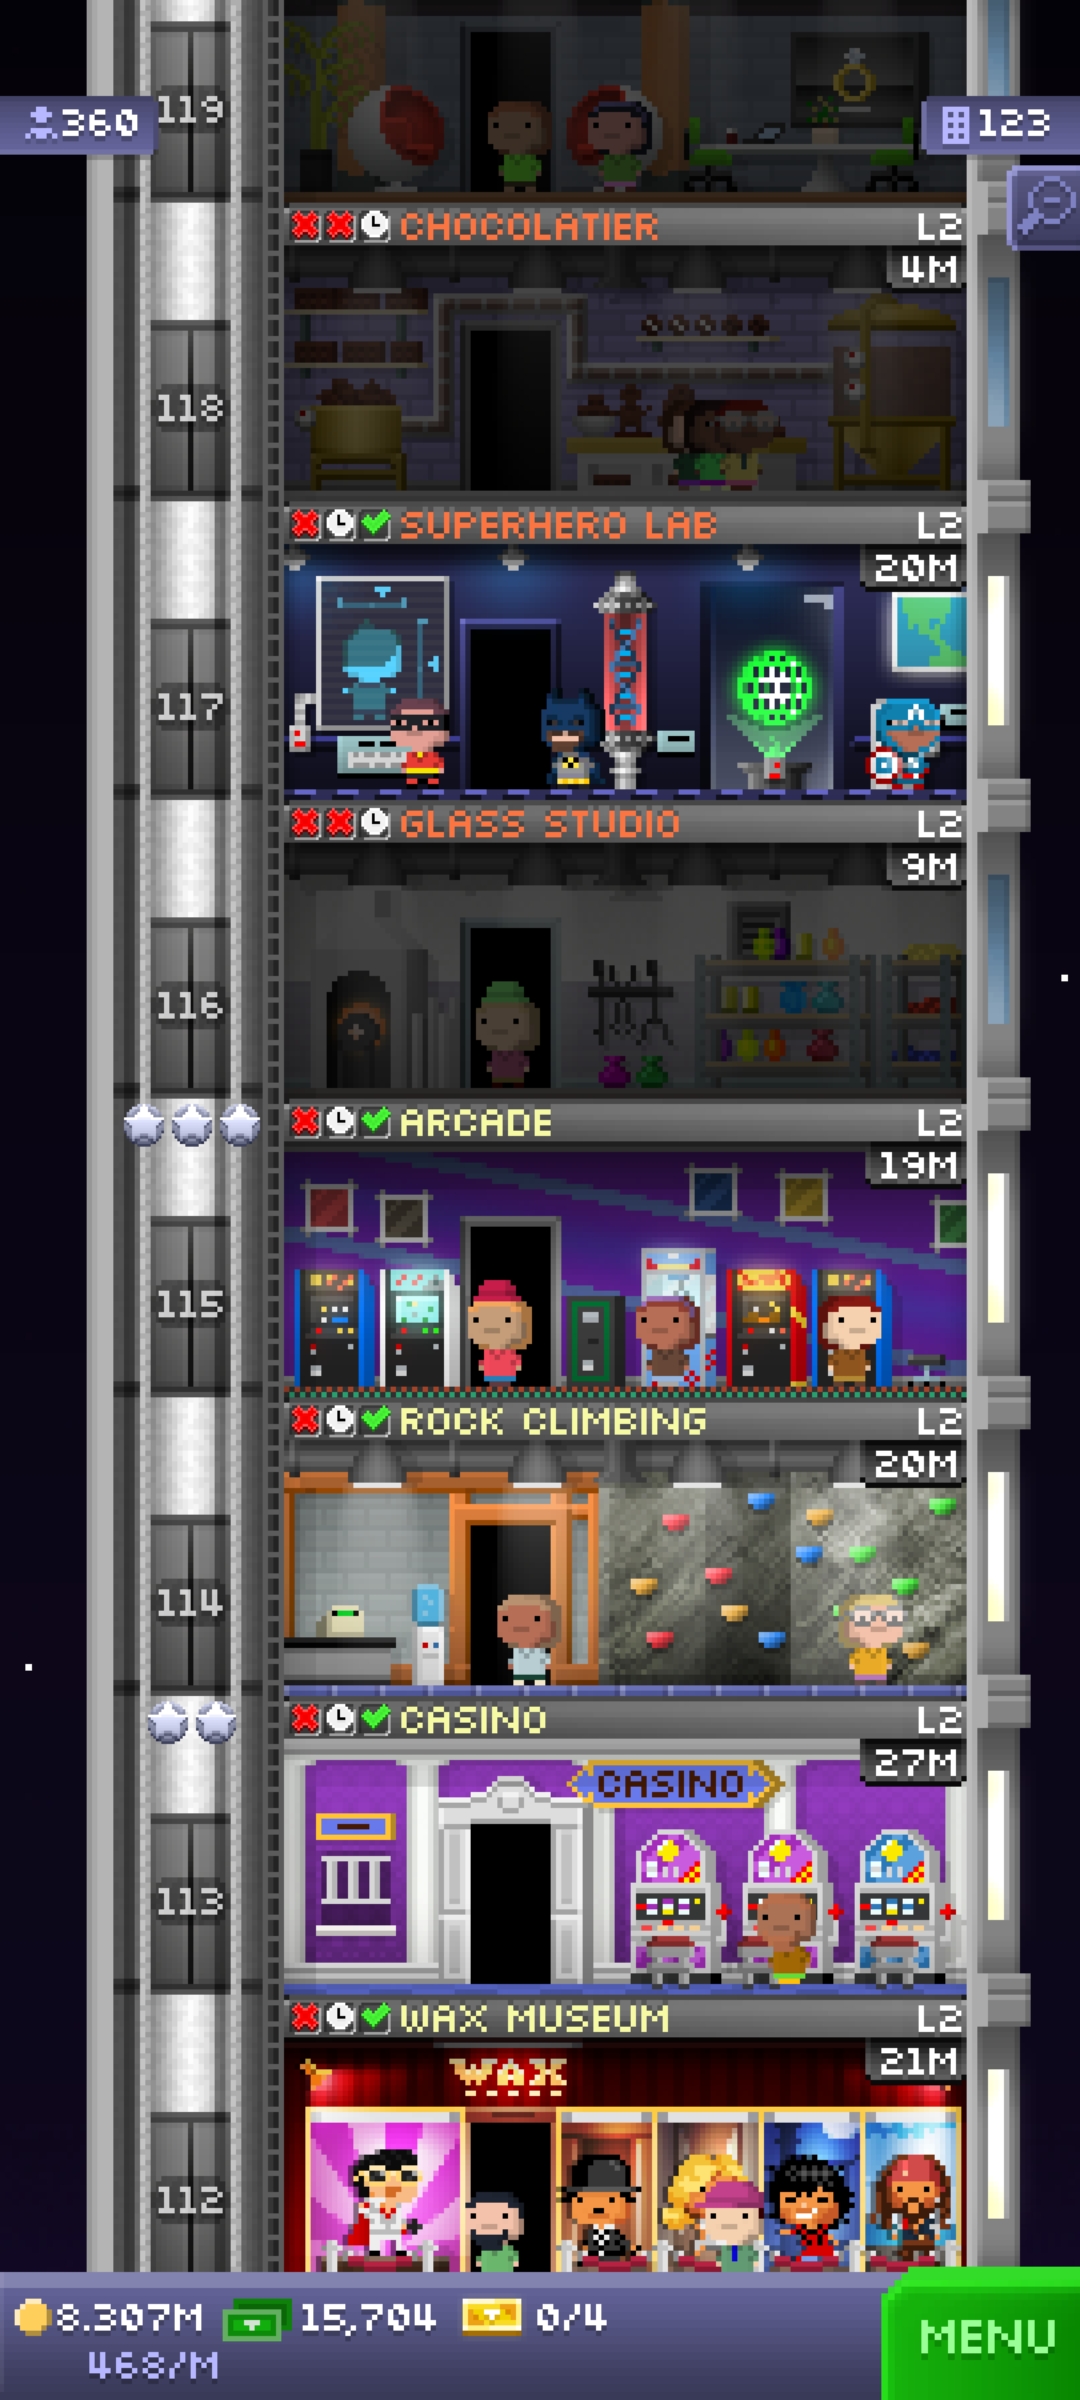 119
360
123
CHOCOLATIER L2
4M
118
SUPERHERO LAB L2
20M
117
GLASS STUDIO L2
9M
116
ARCADE L2
19M
115
ROCK CLIMBING L2
20M
114
CASINO L2
27M
CASINO
113
WAX MUSEUM L2
21M
WAX
112
8.307M 15,704 0/4
468/M
MENU